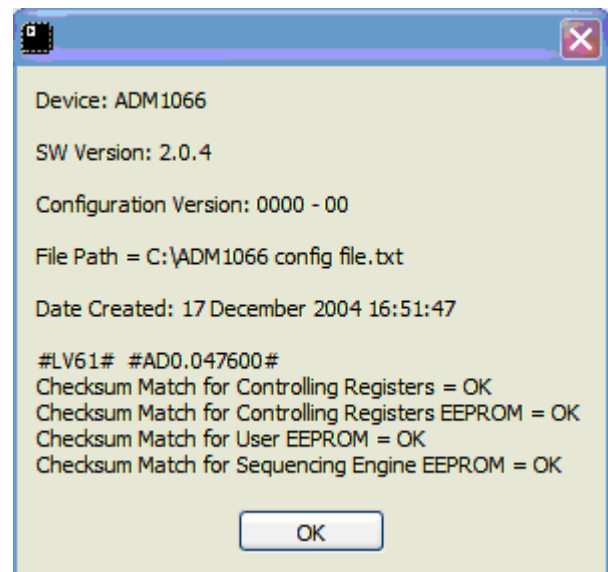 Device: ADM1066
SW Version: 2.0.4
Configuration Version: 0000 - 00
File Path = C:\ADM1066 config file.txt
Date Created: 17 December 2004 16:51:47
#LV61# #AD0.047600#
Checksum Match for Controlling Registers = OK
Checksum Match for Controlling Registers EEPROM = OK
Checksum Match for User EEPROM = OK
Checksum Match for Sequencing Engine EEPROM = OK
OK